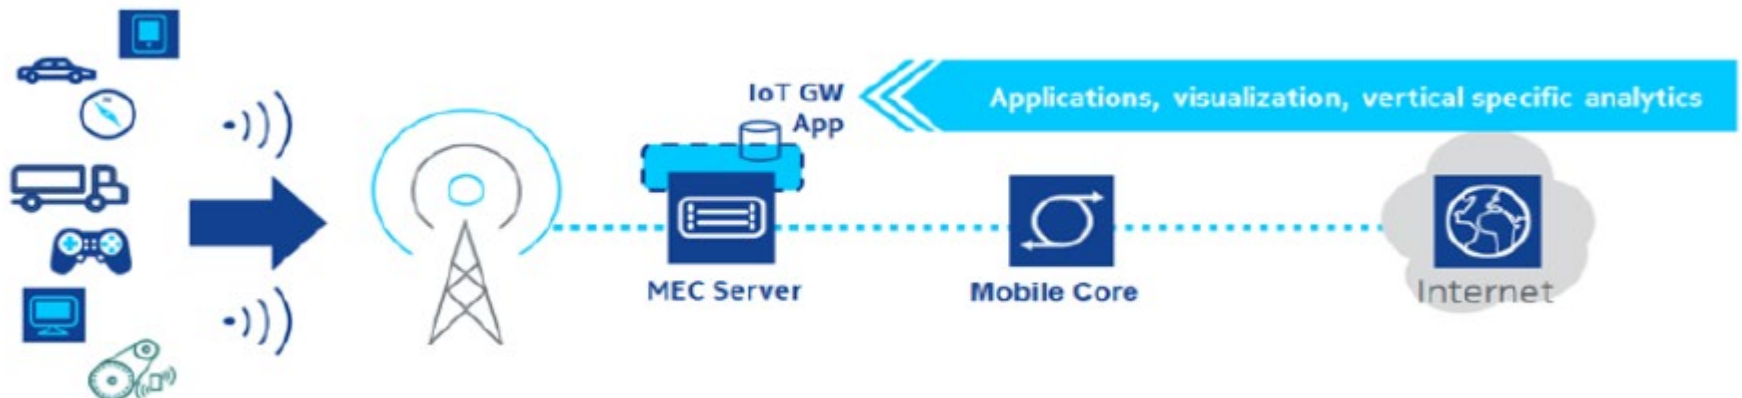 IoT GW
App
Applications, visualization, vertical specific analytics
MEC Server
Mobile Core
Internet